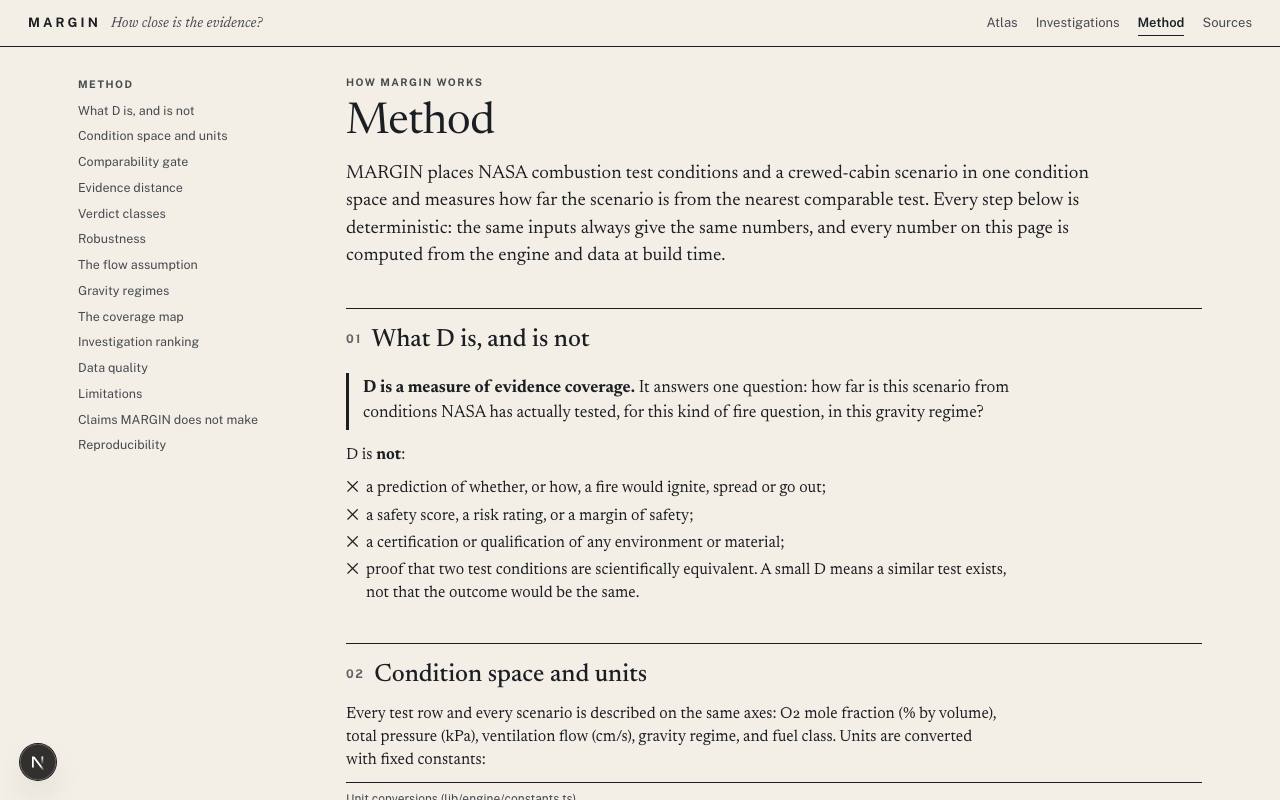 MARGIN How close is the evidence?
Atlas Investigations Method Sources
METHOD
What D is, and is not
Condition space and units
Comparability gate
Evidence distance
Verdict classes
Robustness
The flow assumption
Gravity regimes
The coverage map
Investigation ranking
Data quality
Limitations
Claims MARGIN does not make
Reproducibility
HOW MARGIN WORKS
Method
MARGIN places NASA combustion test conditions and a crewed-cabin scenario in one condition
space and measures how far the scenario is from the nearest comparable test. Every step below is
deterministic: the same inputs always give the same numbers, and every number on this page is
computed from the engine and data at build time.
01 What D is, and is not
D is a measure of evidence coverage. It answers one question: how far is this scenario from
conditions NASA has actually tested, for this kind of fire question, in this gravity regime?
D is not:
× a prediction of whether, or how, a fire would ignite, spread or go out;
× a safety score, a risk rating, or a margin of safety;
× a certification or qualification of any environment or material;
× proof that two test conditions are scientifically equivalent. A small D means a similar test exists,
not that the outcome would be the same.
02 Condition space and units
Every test row and every scenario is described on the same axes: O2 mole fraction (% by volume),
total pressure (kPa), ventilation flow (cm/s), gravity regime, and fuel class. Units are converted
with fixed constants:
Unit conversions (lib/engine/constants.ts)
N